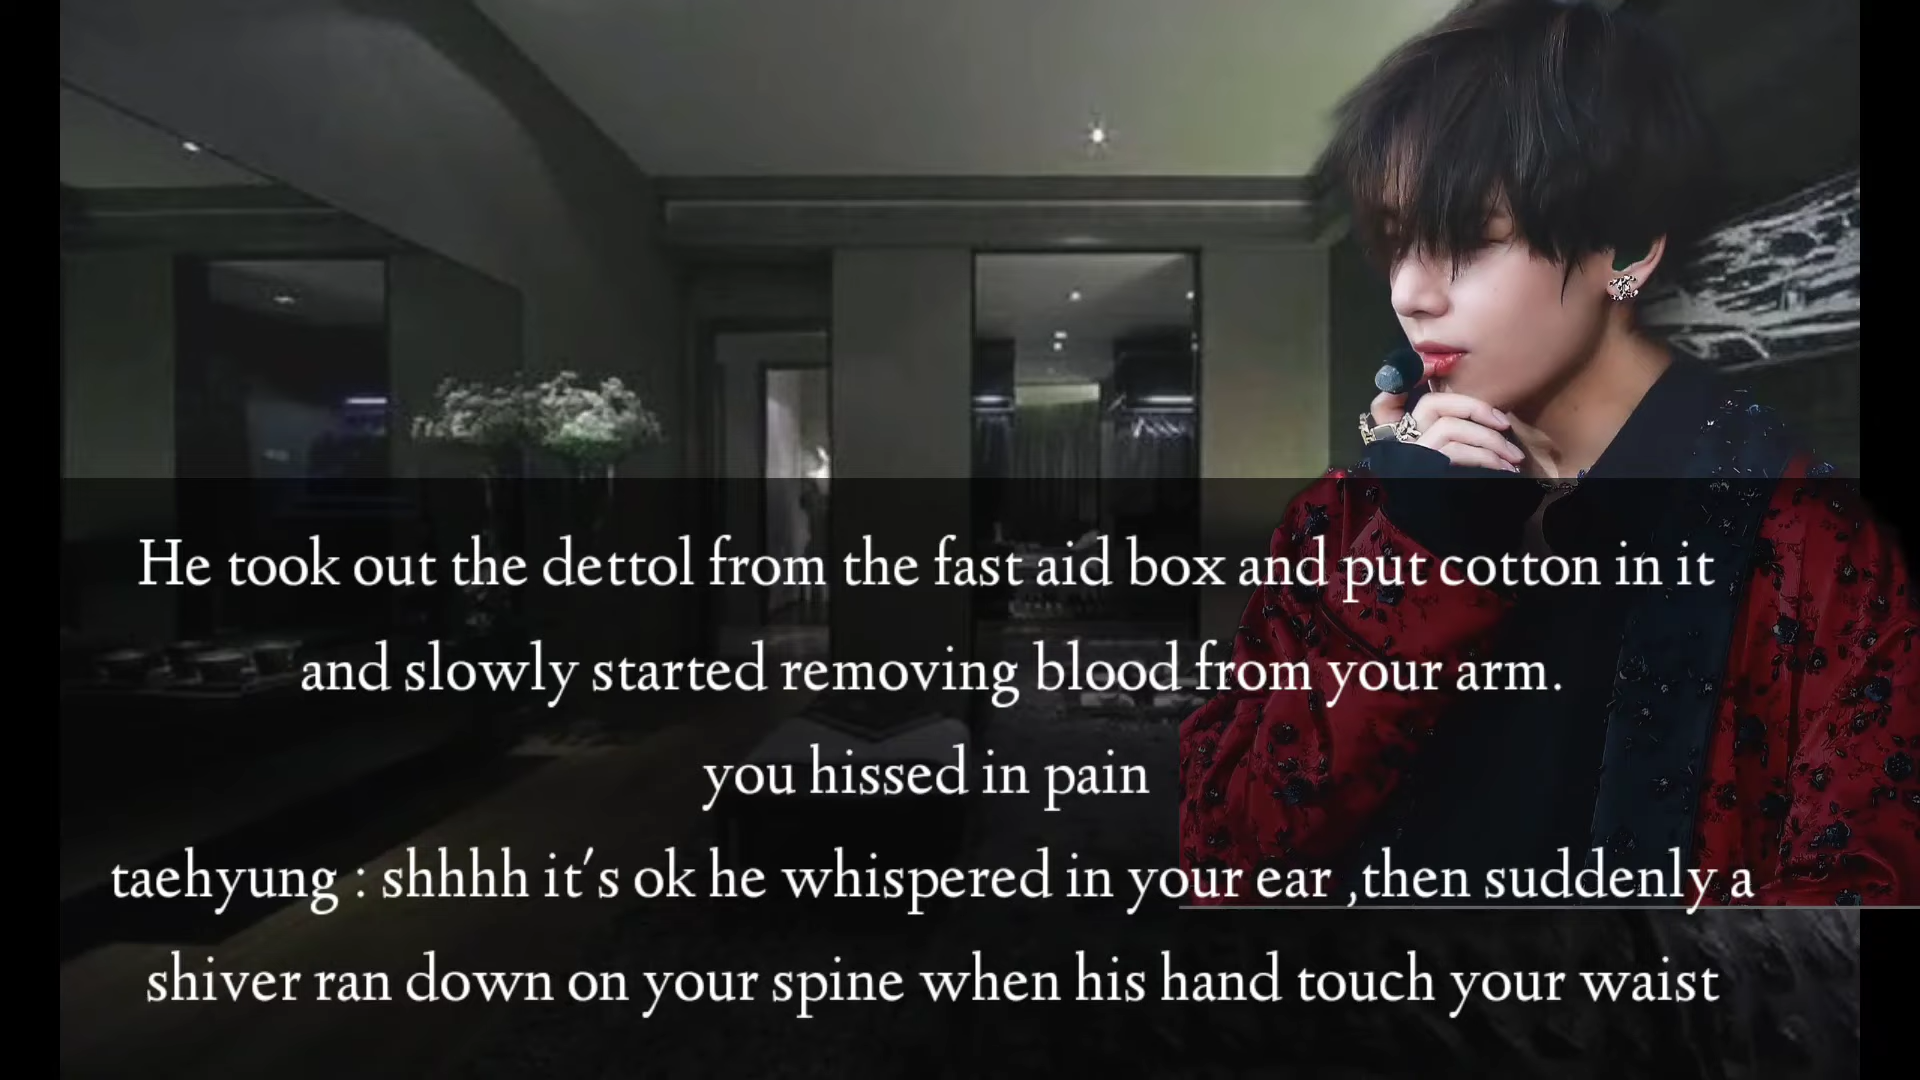 He took out the dettol from the fast aid box and put cotton in it
and slowly started removing blood from your arm.
you hissed in pain
taehyung : shhhh it's ok he whispered in your ear ,then suddenly a
shiver ran down on your spine when his hand touch your waist